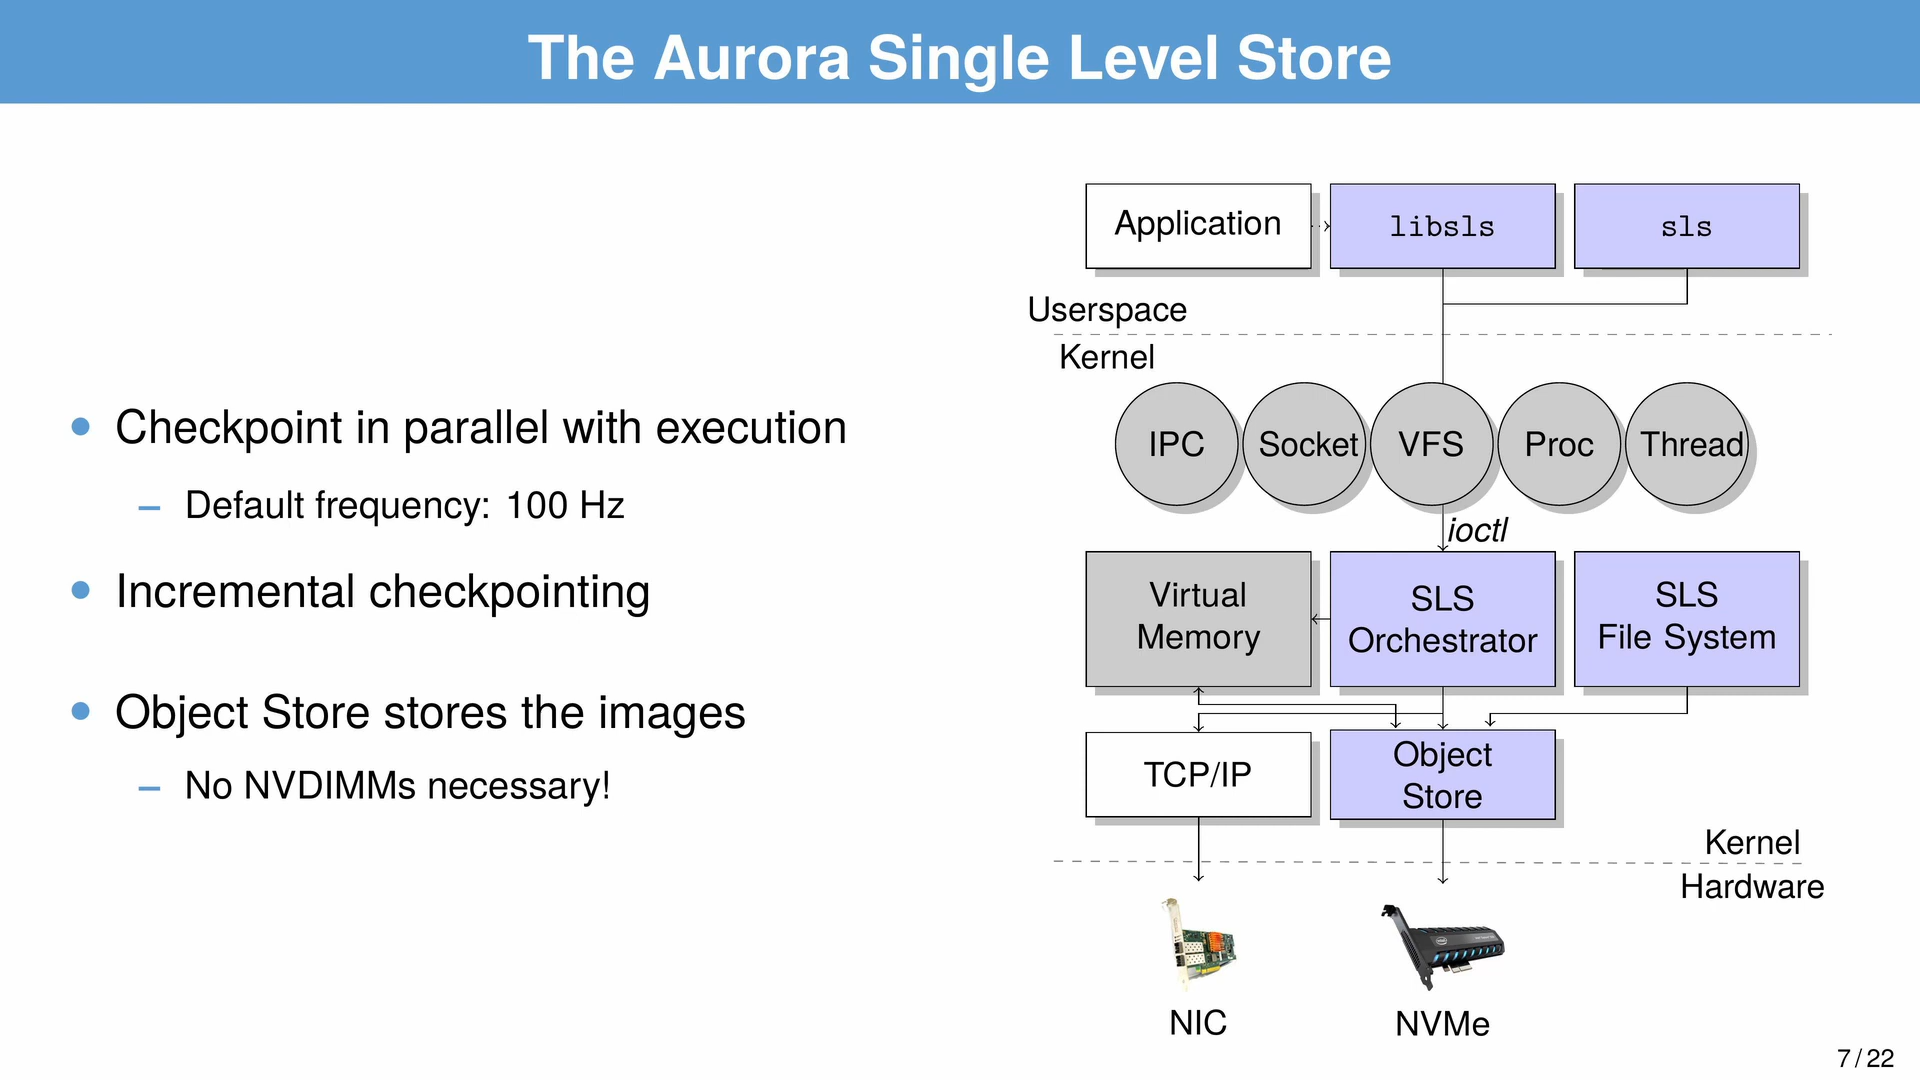 The Aurora Single Level Store
• Checkpoint in parallel with execution
– Default frequency: 100 Hz
• Incremental checkpointing
• Object Store stores the images
– No NVDIMMs necessary!
Application
libsls
sls
Userspace
Kernel
IPC
Socket
VFS
Proc
Thread
ioctl
Virtual
Memory
SLS
Orchestrator
SLS
File System
TCP/IP
Object
Store
Kernel
Hardware
NIC
NVMe
7 / 22